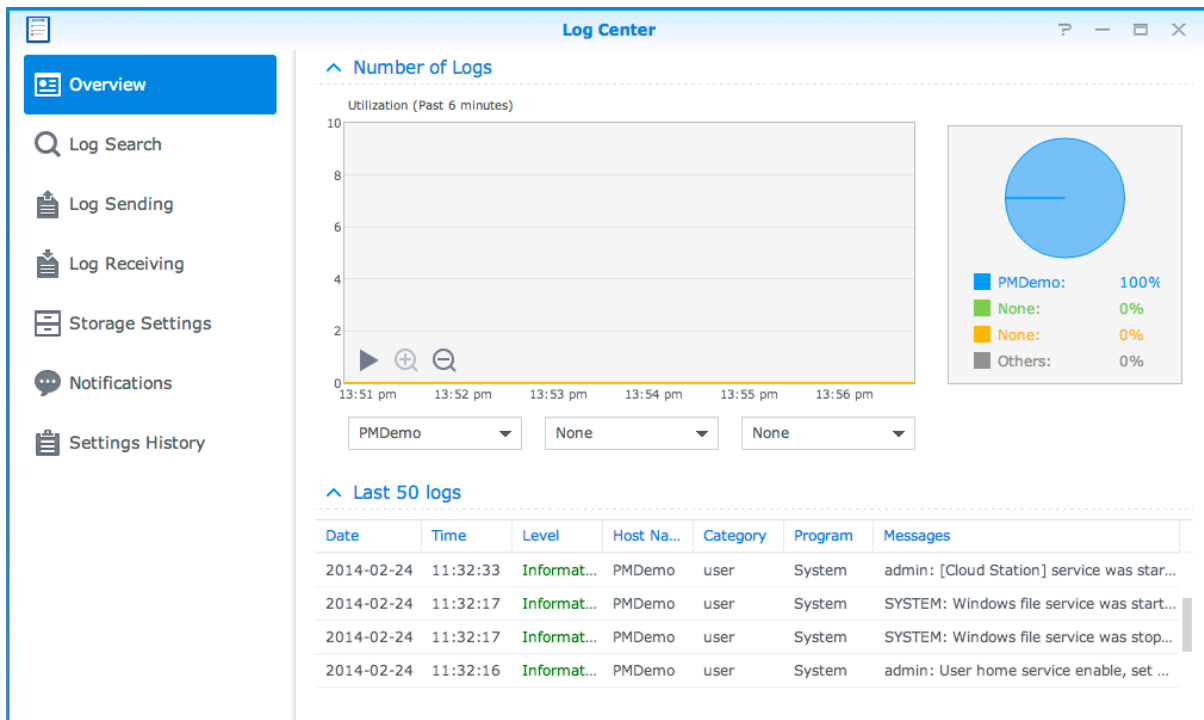 Log Center
Overview
Log Search
Log Sending
Log Receiving
Storage Settings
Notifications
Settings History
Number of Logs
Utilization (Past 6 minutes)
10
8
6
4
2
0
13:51 pm 13:52 pm 13:53 pm 13:54 pm 13:55 pm 13:56 pm
PMDemo None None
PMDemo: 100%
None: 0%
None: 0%
Others: 0%
Last 50 logs
Date Time Level Host Na... Category Program Messages
2014-02-24 11:32:33 Informat... PMDemo user System admin: [Cloud Station] service was star...
2014-02-24 11:32:17 Informat... PMDemo user System SYSTEM: Windows file service was start...
2014-02-24 11:32:17 Informat... PMDemo user System SYSTEM: Windows file service was stop...
2014-02-24 11:32:16 Informat... PMDemo user System admin: User home service enable, set ...